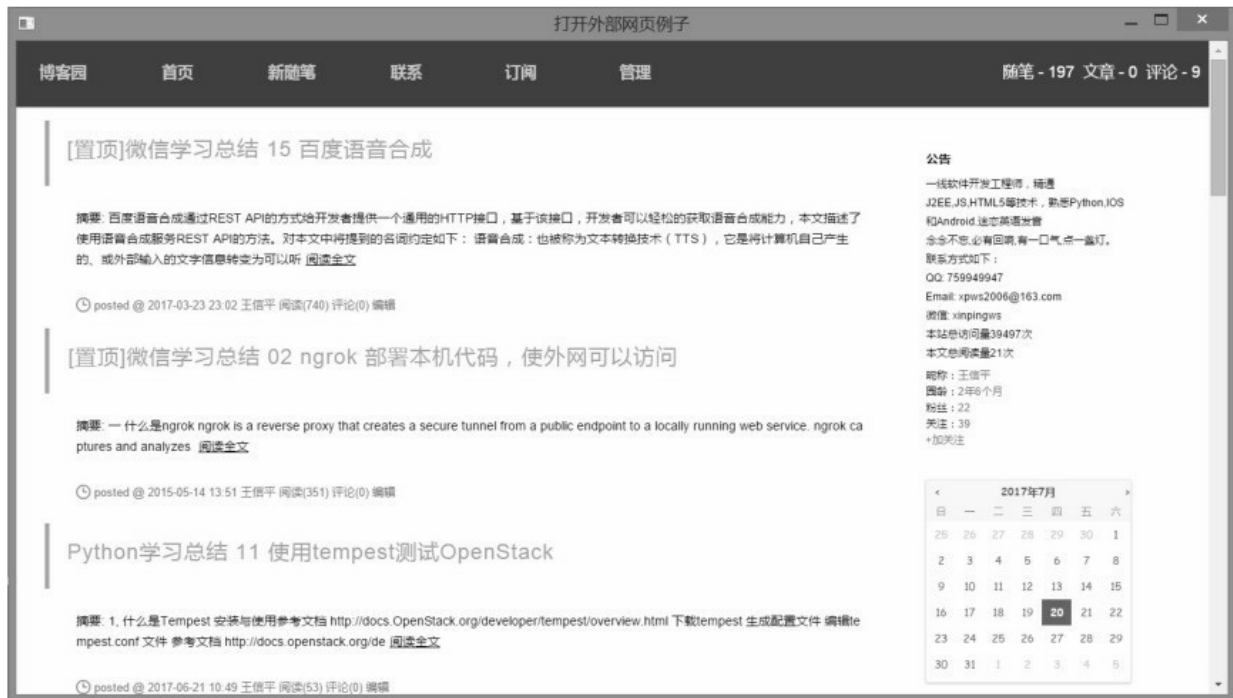 打开外部网页例子
博客园 首页 新随笔 联系 订阅 管理 随笔 - 197 文章 - 0 评论 - 9
[置顶]微信学习总结 15 百度语音合成
摘要: 百度语音合成通过REST API的方式给开发者提供一个通用的HTTP接口，基于该接口，开发者可以轻松的获取语音合成能力，本文描述了
使用语音合成服务REST API的方法。对本文中将提到的名词约定如下： 语音合成：也被称为文本转换技术（TTS），它是将计算机自己产生
的、或外部输入的文字信息转变为可以听 阅读全文
posted @ 2017-03-23 23:02 王信平 阅读(740) 评论(0) 编辑
[置顶]微信学习总结 02 ngrok 部署本机代码，使外网可以访问
摘要: 一 什么是ngrok ngrok is a reverse proxy that creates a secure tunnel from a public endpoint to a locally running web service. ngrok ca
ptures and analyzes 阅读全文
posted @ 2015-05-14 13:51 王信平 阅读(351) 评论(0) 编辑
Python学习总结 11 使用tempest测试OpenStack
摘要: 1, 什么是Tempest 安装与使用参考文档 http://docs.OpenStack.org/developer/tempest/overview.html 下载tempest 生成配置文件 编辑te
mpest.conf 文件 参考文档 http://docs.openstack.org/de 阅读全文
posted @ 2017-06-21 10:49 王信平 阅读(53) 评论(0) 编辑
公告
一线软件开发工程师，精通
J2EE,JS,HTML5等技术，熟悉Python,IOS
和Android.迷恋英语发音
念念不忘,必有回响,有一口气,点一盏灯。
联系方式如下：
QQ: 759949947
Email: xpws2006@163.com
微信: xinpingws
本站总访问量39497次
本文总阅读量21次
昵称：王信平
园龄：2年6个月
粉丝：22
关注：39
+加关注
‹ 2017年7月 ›
日 一 二 三 四 五 六
25 26 27 28 29 30 1
2 3 4 5 6 7 8
9 10 11 12 13 14 15
16 17 18 19 20 21 22
23 24 25 26 27 28 29
30 31 1 2 3 4 5